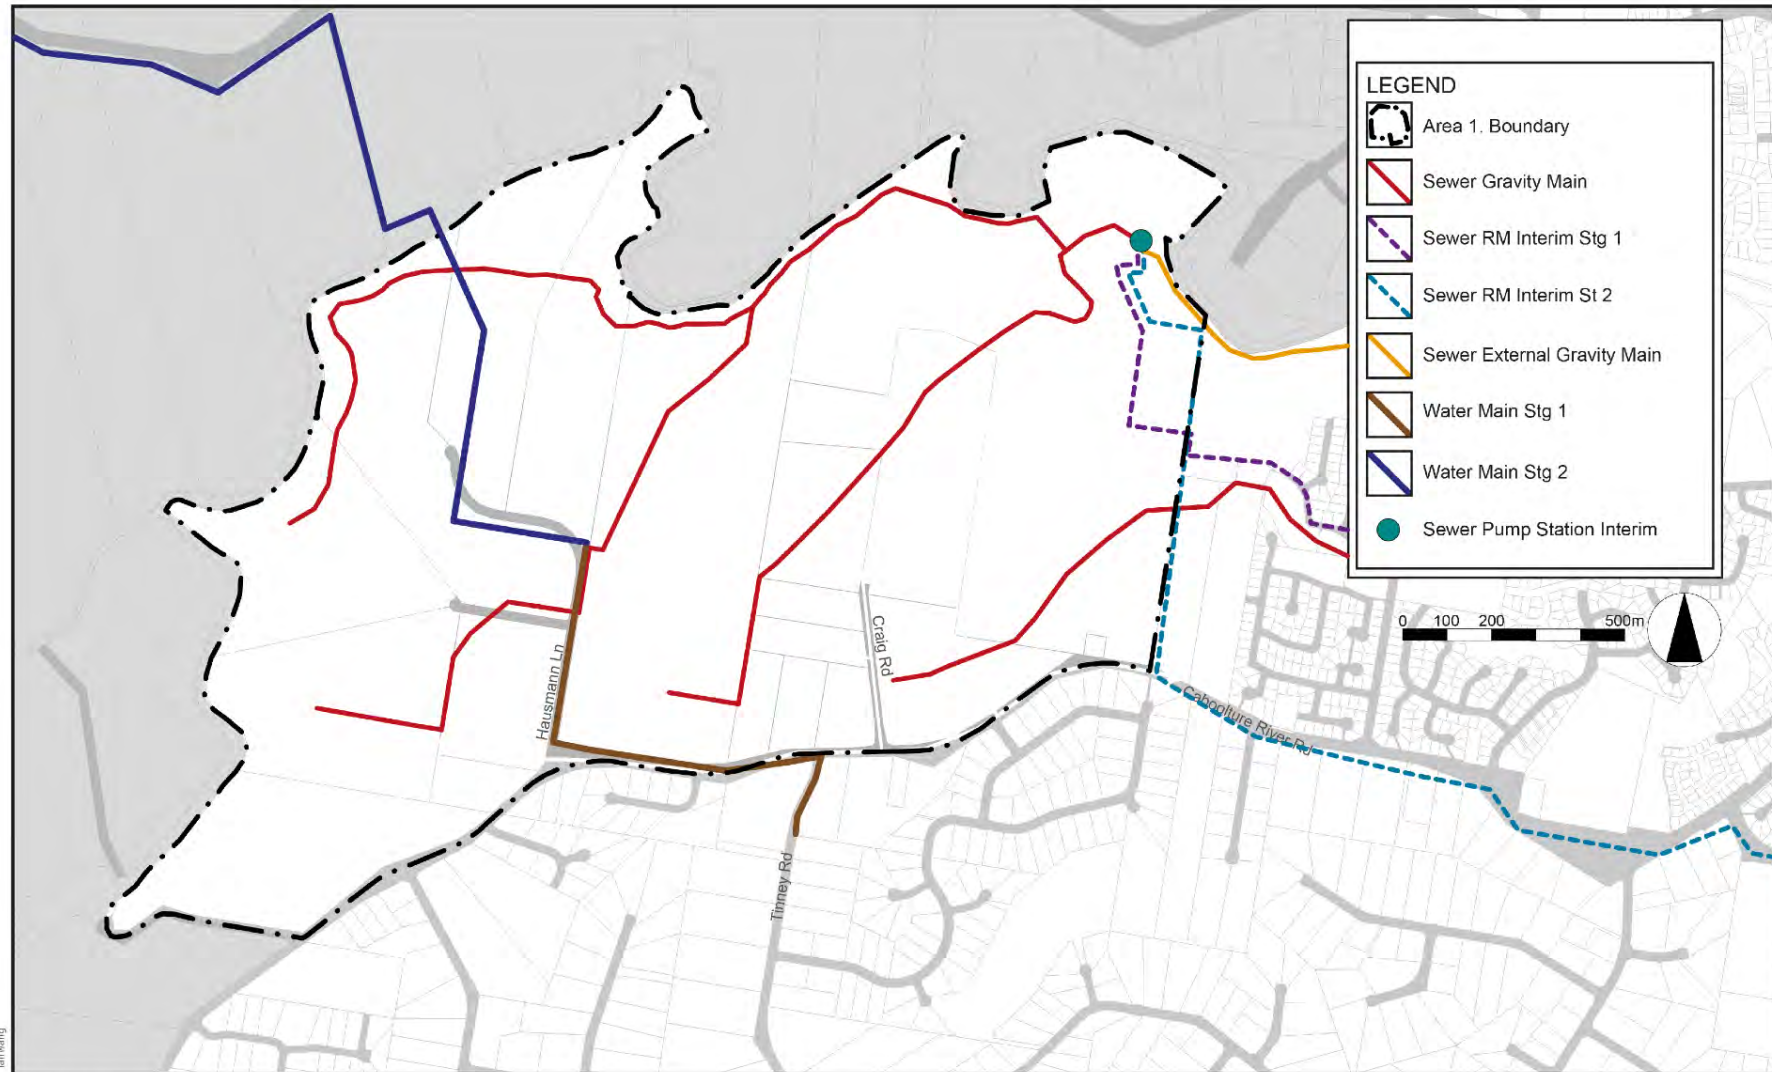 LEGEND
Area 1. Boundary
Sewer Gravity Main
Sewer RM Interim Stg 1
Sewer RM Interim St 2
Sewer External Gravity Main
Water Main Stg 1
Water Main Stg 2
Sewer Pump Station Interim
0 100 200 500m
Craig Rd
Hausmann Ln
Caboolture River Rd
Tinney Rd